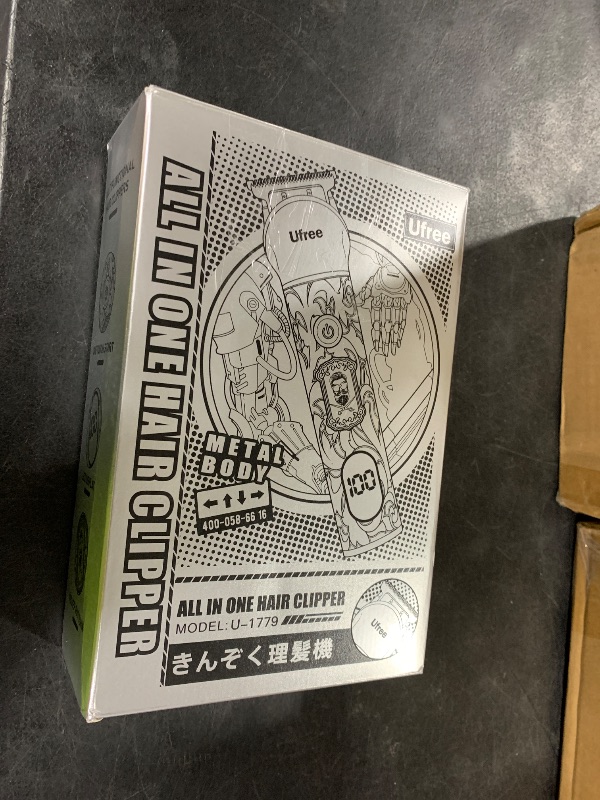 ALL IN ONE HAIR CLIPPER
Ufree
Ufree
100
METAL
BODY
400-058-66 16
ALL IN ONE HAIR CLIPPER
MODEL: U-1779
Ufree
きんぞく理髪機